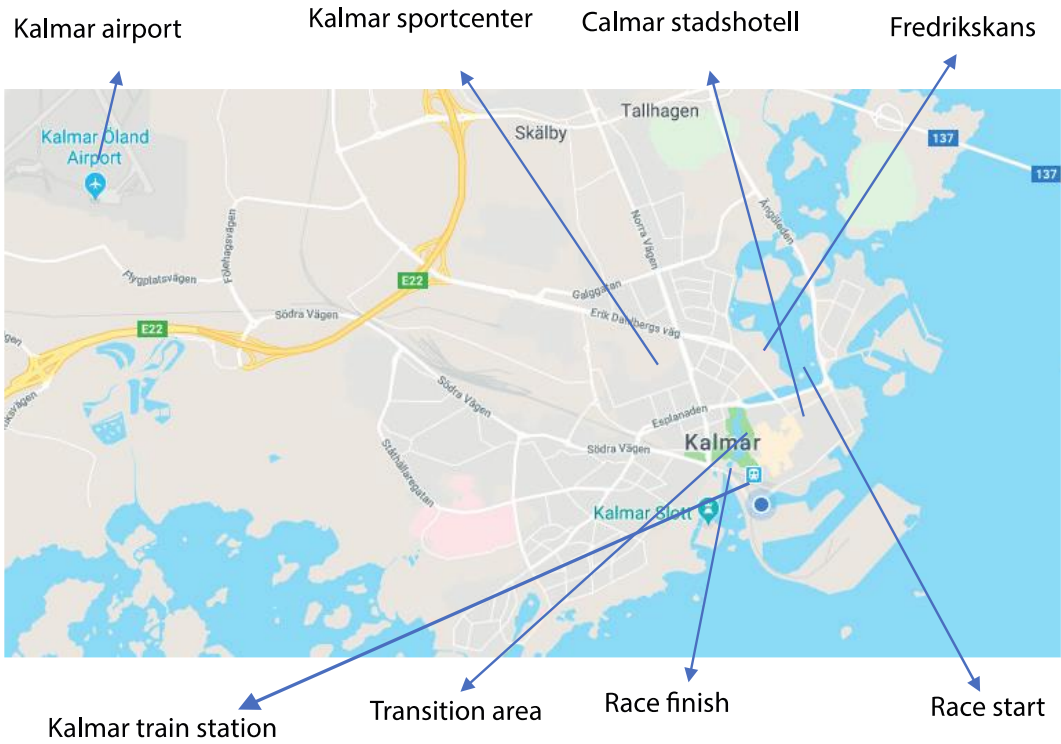 Kalmar airport
Kalmar sportcenter
Calmar stadshotell
Fredrikskans
Tallhagen
Skälby
Kalmar Öland
Airport
137
137
Ängöleden
Norra Vägen
Följehagsvägen
Flygplatsvägen
E22
Galggatan
Södra Vägen
Erik Dahlbergs väg
E22
Södra Vägen
Esplanaden
Kalmar
Södra Vägen
Ståthållaregatan
Kalmar Slott
Kalmar train station
Transition area
Race finish
Race start